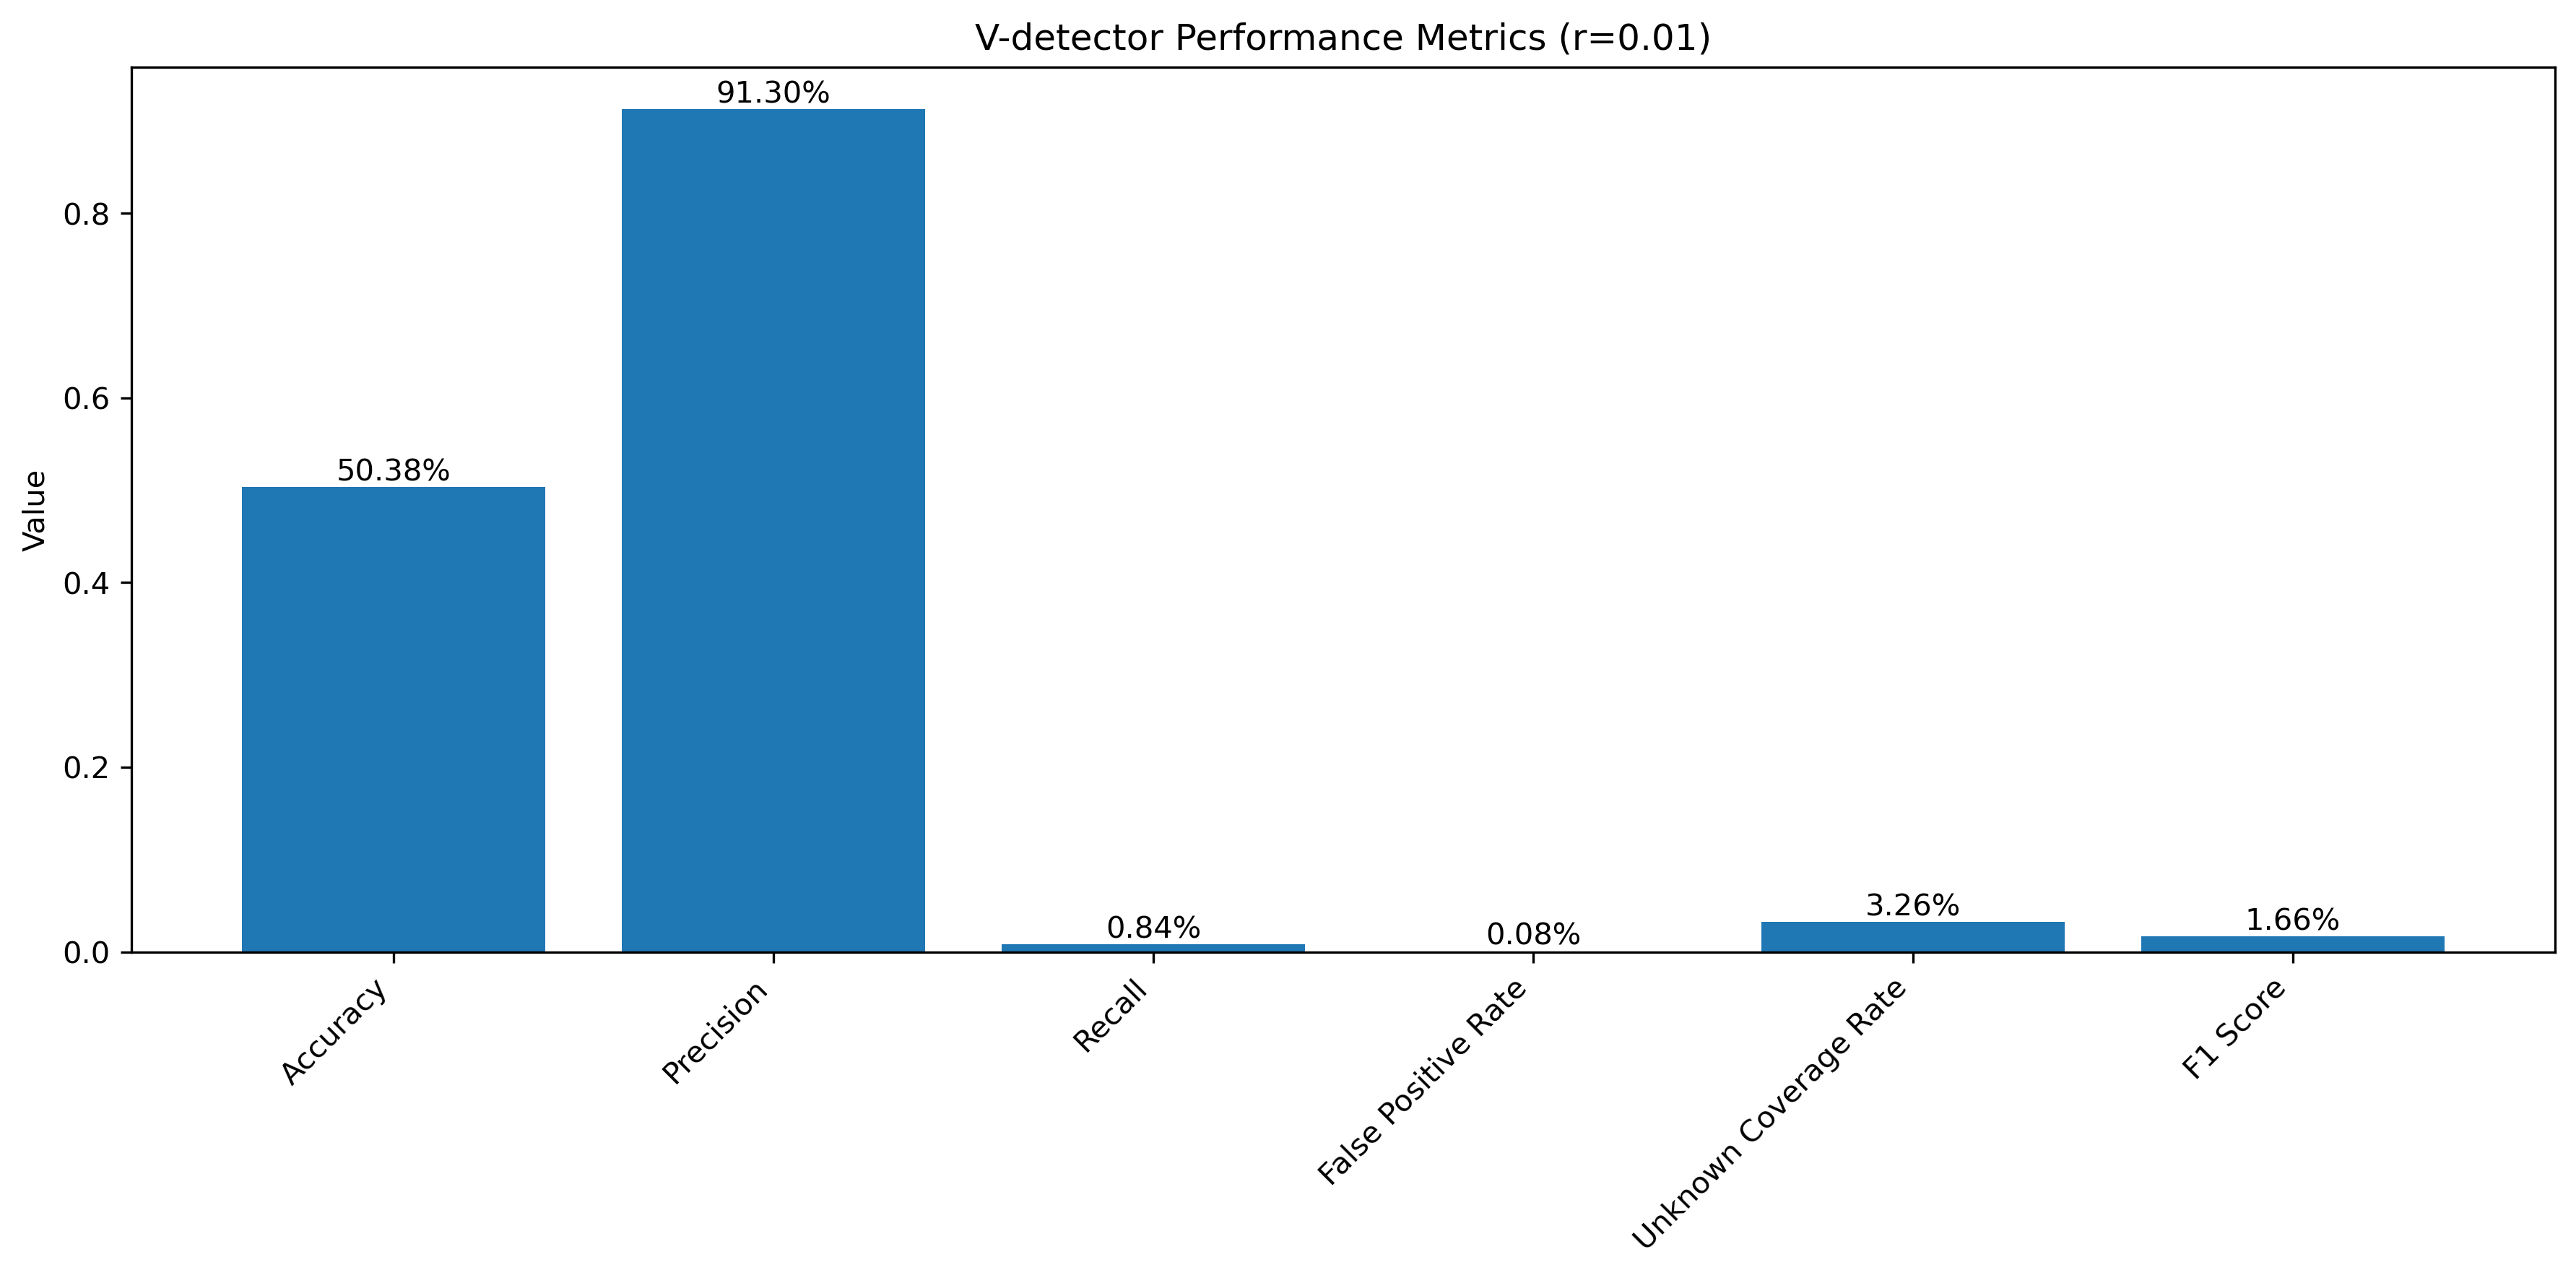 V-detector Performance Metrics (r=0.01)
Value
0.8
0.6
0.4
0.2
0.0
50.38%
91.30%
0.84%
0.08%
3.26%
1.66%
Accuracy
Precision
Recall
False Positive Rate
Unknown Coverage Rate
F1 Score